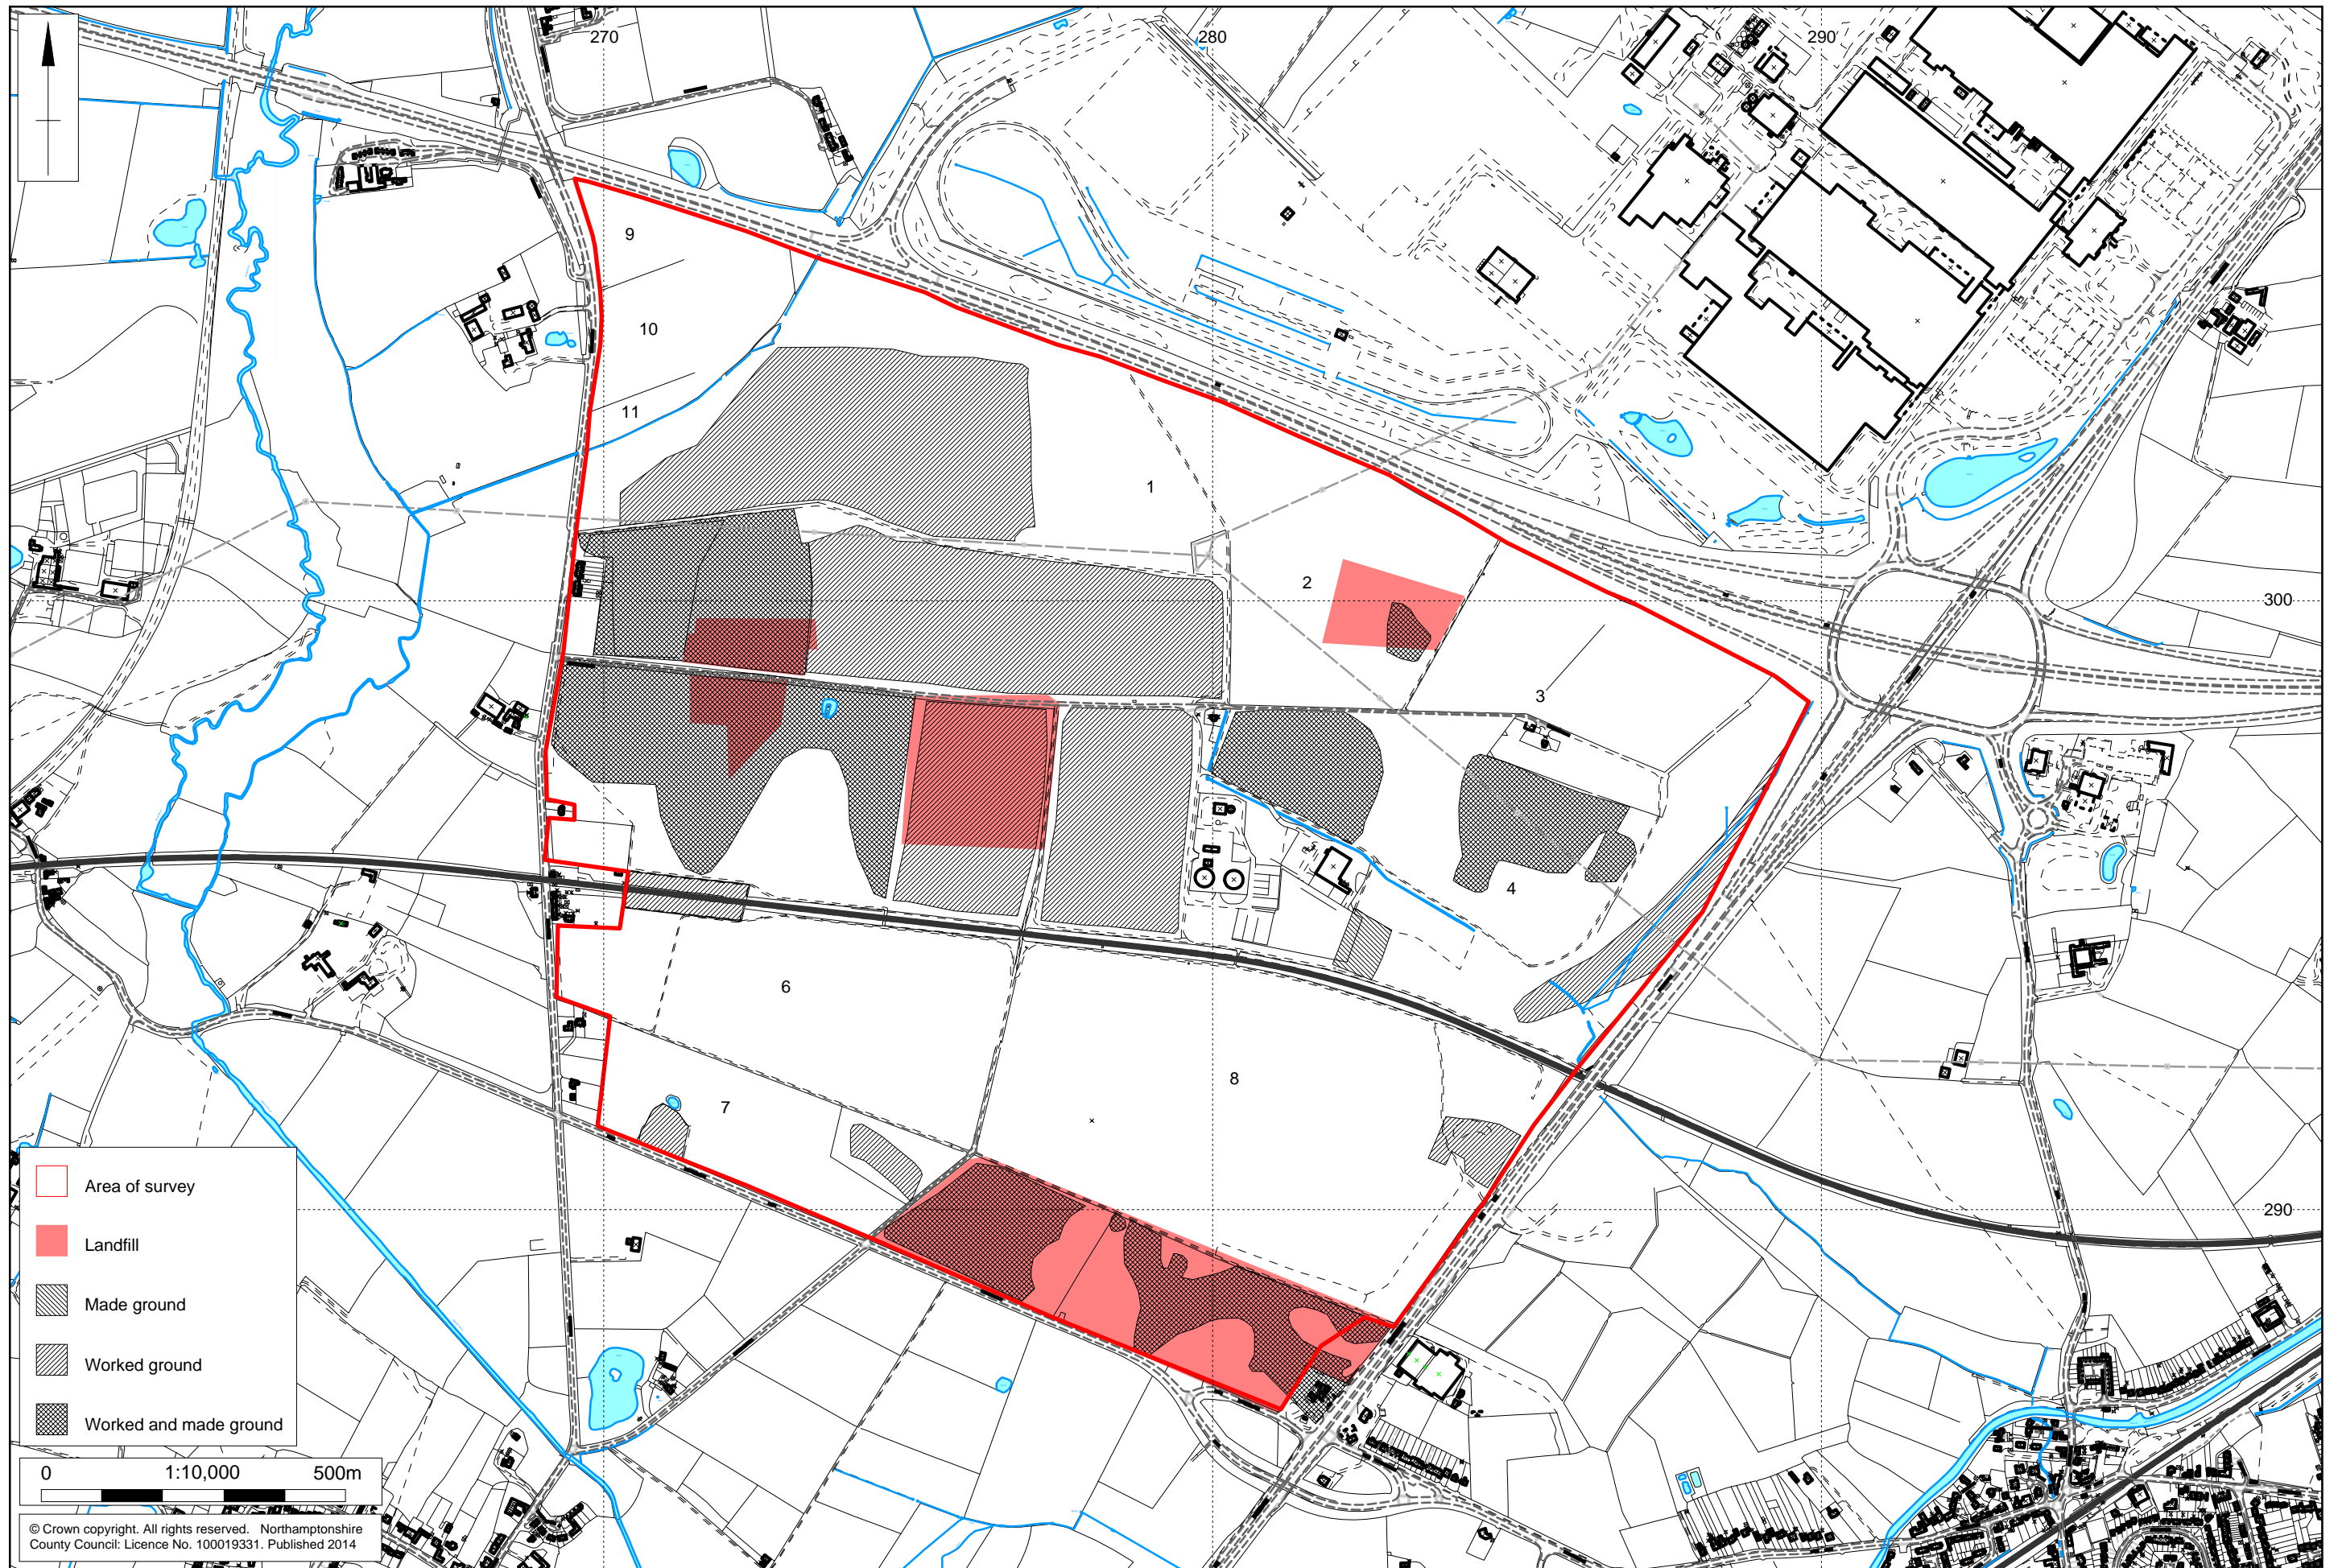 270
280
290
9
10
11
1
2
300
3
4
6
8
7
290
Area of survey
Landfill
Made ground
Worked ground
Worked and made ground
0 1:10,000 500m
© Crown copyright. All rights reserved. Northamptonshire
County Council: Licence No. 100019331. Published 2014